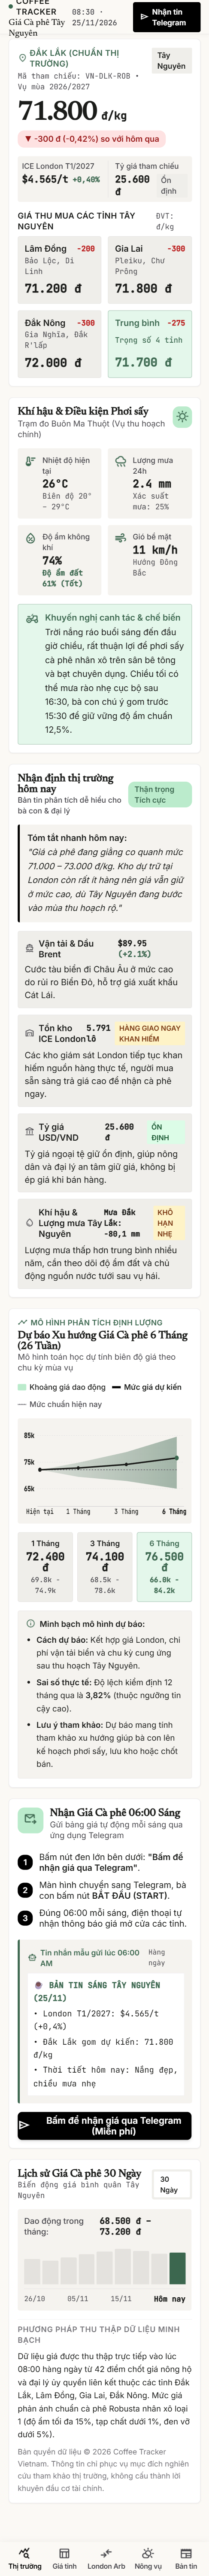 COFFEE TRACKER
Giá Cà phê Tây Nguyên
08:30 · 25/11/2026
Nhận tin Telegram
ĐẮK LẮK (CHUẨN THỊ TRƯỜNG)
Tây Nguyên
Mã tham chiếu: VN-DLK-ROB • Vụ mùa 2026/2027
71.800 đ/kg
▼ -300 đ (-0,42%) so với hôm qua
ICE London T1/2027
$4.565/t +0,40%
Tỷ giá tham chiếu
25.600 đ
Ổn định
GIÁ THU MUA CÁC TỈNH TÂY NGUYÊN
ĐVT: đ/kg
Lâm Đồng -200
Bảo Lộc, Di Linh
71.200 đ
Gia Lai -300
Pleiku, Chư Prông
71.800 đ
Đắk Nông -300
Gia Nghĩa, Đắk R'lấp
72.000 đ
Trung bình -275
Trọng số 4 tỉnh
71.700 đ
Khí hậu & Điều kiện Phơi sấy
Trạm đo Buôn Ma Thuột (Vụ thu hoạch chính)
Nhiệt độ hiện tại
26°C
Biên độ 20° – 29°C
Lượng mưa 24h
2.4 mm
Xác suất mưa: 25%
Độ ẩm không khí
74%
Độ ẩm đất 61% (Tốt)
Gió bề mặt
11 km/h
Hướng Đông Bắc
Khuyến nghị canh tác & chế biến
Trời nắng ráo buổi sáng đến đầu giờ chiều, rất thuận lợi để phơi sấy cà phê nhân xô trên sân bê tông và bạt chuyên dụng. Chiều tối có thể mưa rào nhẹ cục bộ sau 16:30, bà con chú ý gom trước 15:30 để giữ vững độ ẩm chuẩn 12,5%.
Nhận định thị trường hôm nay
Bản tin phân tích dễ hiểu cho bà con & đại lý
Thận trọng Tích cực
Tóm tắt nhanh hôm nay:
"Giá cà phê đang giằng co quanh mức 71.000 – 73.000 đ/kg. Kho dự trữ tại London còn rất ít hàng nên giá vẫn giữ ở mức cao, dù Tây Nguyên đang bước vào mùa thu hoạch rộ."
Vận tải & Dầu Brent
$89.95 (+2.1%)
Cước tàu biển đi Châu Âu ở mức cao do rủi ro Biển Đỏ, hỗ trợ giá xuất khẩu Cát Lái.
Tồn kho ICE London
5.791 lô
HÀNG GIAO NGAY KHAN HIẾM
Các kho giám sát London tiếp tục khan hiếm nguồn hàng thực tế, người mua sẵn sàng trả giá cao để nhận cà phê ngay.
Tỷ giá USD/VND
25.600 đ
ỔN ĐỊNH
Tỷ giá ngoại tệ giữ ổn định, giúp nông dân và đại lý an tâm giữ giá, không bị ép giá khi bán hàng.
Khí hậu & Lượng mưa Tây Nguyên
Mưa Đắk Lắk: -80,1 mm
KHÔ HẠN NHẸ
Lượng mưa thấp hơn trung bình nhiều năm, cần theo dõi độ ẩm đất và chủ động nguồn nước tưới sau vụ hái.
MÔ HÌNH PHÂN TÍCH ĐỊNH LƯỢNG
Dự báo Xu hướng Giá Cà phê 6 Tháng (26 Tuần)
Mô hình toán học dự tính biên độ giá theo chu kỳ mùa vụ
Khoảng giá dao động
Mức giá dự kiến
Mức chuẩn hiện nay
85k
75k
65k
Hiện tại
1 Tháng
3 Tháng
6 Tháng
1 Tháng
72.400 đ
69.8k - 74.9k
3 Tháng
74.100 đ
68.5k - 78.6k
6 Tháng
76.500 đ
66.0k - 84.2k
Minh bạch mô hình dự báo:
• Cách dự báo: Kết hợp giá London, chi phí vận tải biển và chu kỳ cung ứng sau thu hoạch Tây Nguyên.
• Sai số thực tế: Độ lệch kiểm định 12 tháng qua là 3,82% (thuộc ngưỡng tin cậy cao).
• Lưu ý tham khảo: Dự báo mang tính tham khảo xu hướng giúp bà con lên kế hoạch phơi sấy, lưu kho hoặc chốt bán.
Nhận Giá Cà phê 06:00 Sáng
Gửi bảng giá tự động mỗi sáng qua ứng dụng Telegram
1 Bấm nút đen lớn bên dưới: "Bấm để nhận giá qua Telegram".
2 Màn hình chuyển sang Telegram, bà con bấm nút BẮT ĐẦU (START).
3 Đúng 06:00 mỗi sáng, điện thoại tự nhận thông báo giá mở cửa các tỉnh.
Tin nhắn mẫu gửi lúc 06:00 AM
Hàng ngày
BẢN TIN SÁNG TÂY NGUYÊN (25/11)
• London T1/2027: $4.565/t (+0,4%)
• Đắk Lắk gom dự kiến: 71.800 đ/kg
• Thời tiết hôm nay: Nắng đẹp, chiều mưa nhẹ
Bấm để nhận giá qua Telegram (Miễn phí)
Lịch sử Giá Cà phê 30 Ngày
Biến động giá bình quân Tây Nguyên
30 Ngày
Dao động trong tháng:
68.500 đ – 73.200 đ
26/10
05/11
15/11
Hôm nay
PHƯƠNG PHÁP THU THẬP DỮ LIỆU MINH BẠCH
Dữ liệu giá được thu thập trực tiếp vào lúc 08:00 hàng ngày từ 42 điểm chốt giá nông hộ và đại lý ủy quyền liên kết thuộc các tỉnh Đắk Lắk, Lâm Đồng, Gia Lai, Đắk Nông. Mức giá phản ánh chuẩn cà phê Robusta nhân xô loại 1 (độ ẩm tối đa 15%, tạp chất dưới 1%, đen vỡ dưới 5%).
Bản quyền dữ liệu © 2026 Coffee Tracker Vietnam. Thông tin chỉ phục vụ mục đích nghiên cứu tham khảo thị trường, không cấu thành lời khuyên đầu cơ tài chính.
Thị trường
Giá tỉnh
London Arb
Nông vụ
Bản tin